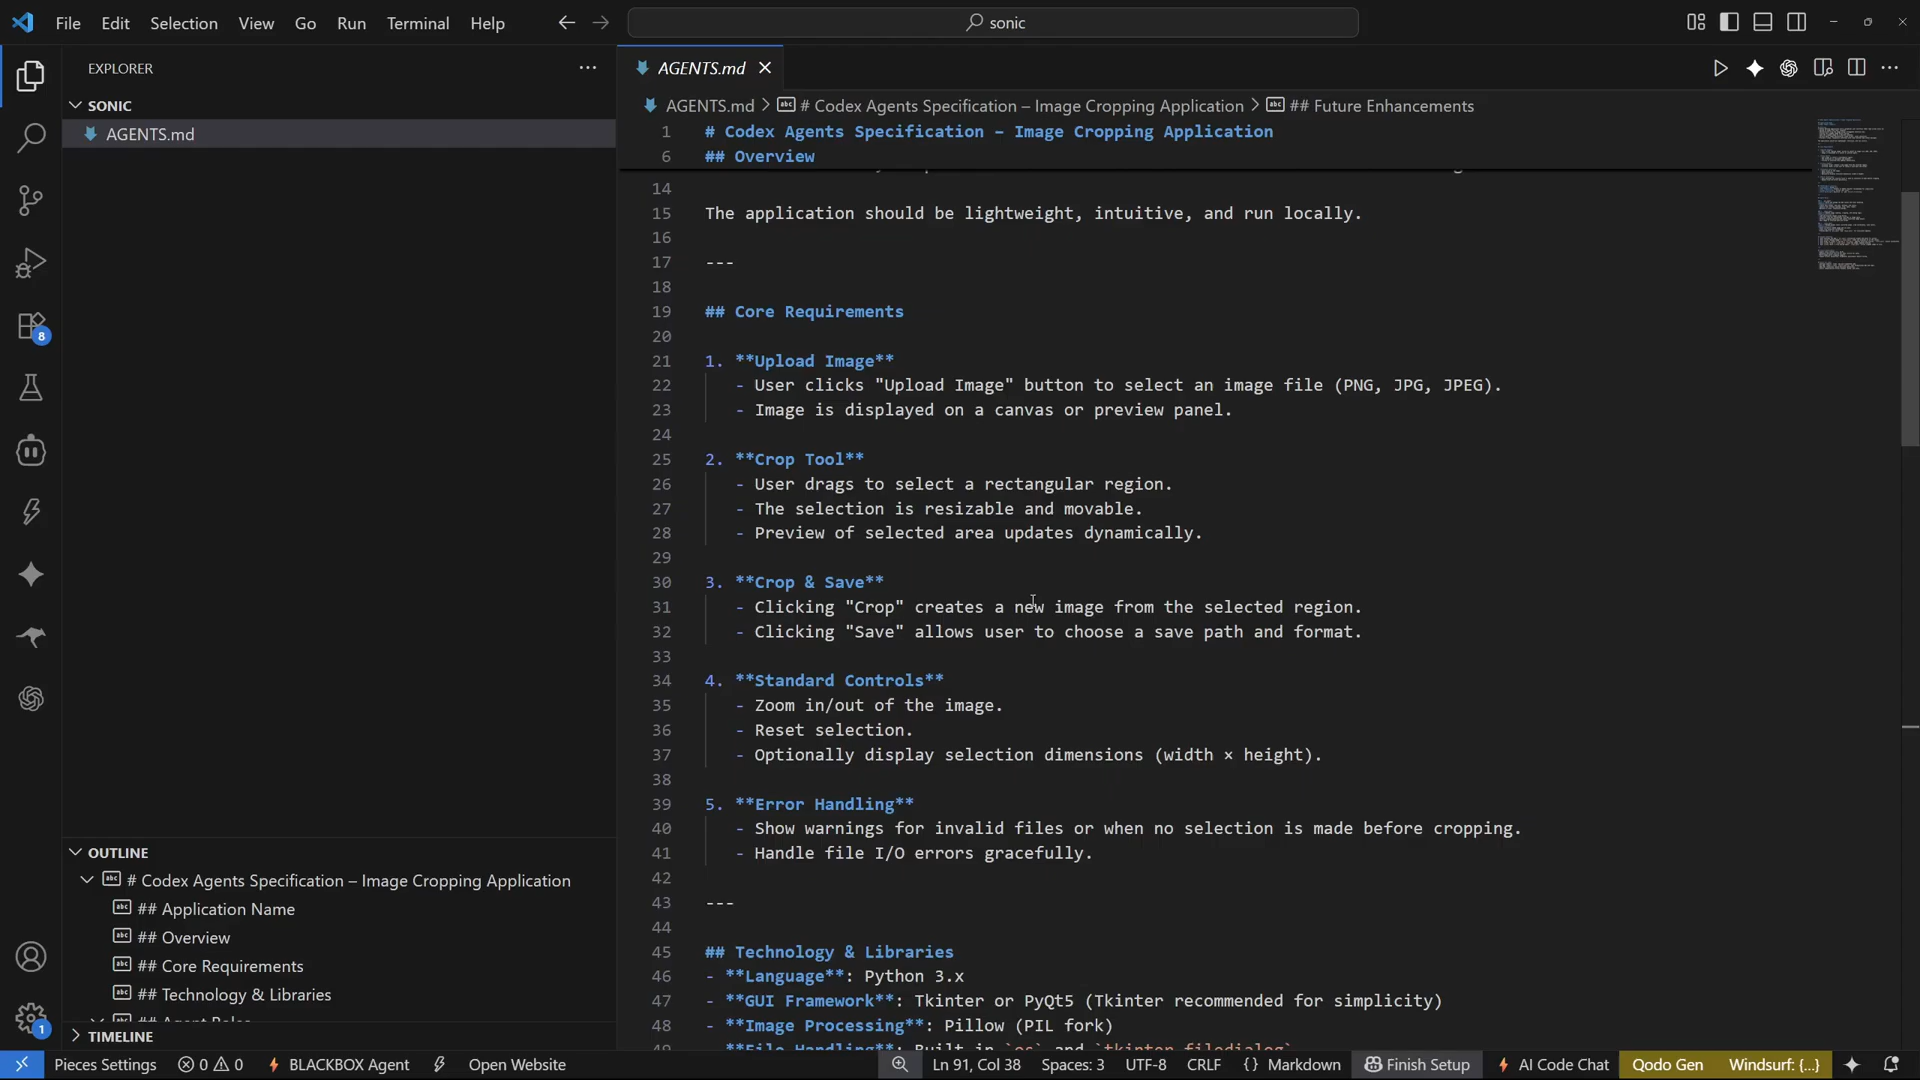 File Edit Selection View Go Run Terminal Help
sonic
EXPLORER
SONIC
AGENTS.md
8
OUTLINE
# Codex Agents Specification – Image Cropping Application
## Application Name
## Overview
## Core Requirements
## Technology & Libraries
TIMELINE
1
AGENTS.md
AGENTS.md > # Codex Agents Specification – Image Cropping Application > ## Future Enhancements
1 # Codex Agents Specification – Image Cropping Application
6 ## Overview
14
15 The application should be lightweight, intuitive, and run locally.
16
17 ---
18
19 ## Core Requirements
20
21 1. **Upload Image**
22 - User clicks "Upload Image" button to select an image file (PNG, JPG, JPEG).
23 - Image is displayed on a canvas or preview panel.
24
25 2. **Crop Tool**
26 - User drags to select a rectangular region.
27 - The selection is resizable and movable.
28 - Preview of selected area updates dynamically.
29
30 3. **Crop & Save**
31 - Clicking "Crop" creates a new image from the selected region.
32 - Clicking "Save" allows user to choose a save path and format.
33
34 4. **Standard Controls**
35 - Zoom in/out of the image.
36 - Reset selection.
37 - Optionally display selection dimensions (width × height).
38
39 5. **Error Handling**
40 - Show warnings for invalid files or when no selection is made before cropping.
41 - Handle file I/O errors gracefully.
42
43 ---
44
45 ## Technology & Libraries
46 - **Language**: Python 3.x
47 - **GUI Framework**: Tkinter or PyQt5 (Tkinter recommended for simplicity)
48 - **Image Processing**: Pillow (PIL fork)
49 - **File Handling**: Built-in `os` and `tkinter.filedialog`
Pieces Settings 0 0 BLACKBOX Agent Open Website Ln 91, Col 38 Spaces: 3 UTF-8 CRLF {} Markdown Finish Setup AI Code Chat Qodo Gen Windsurf: {...}